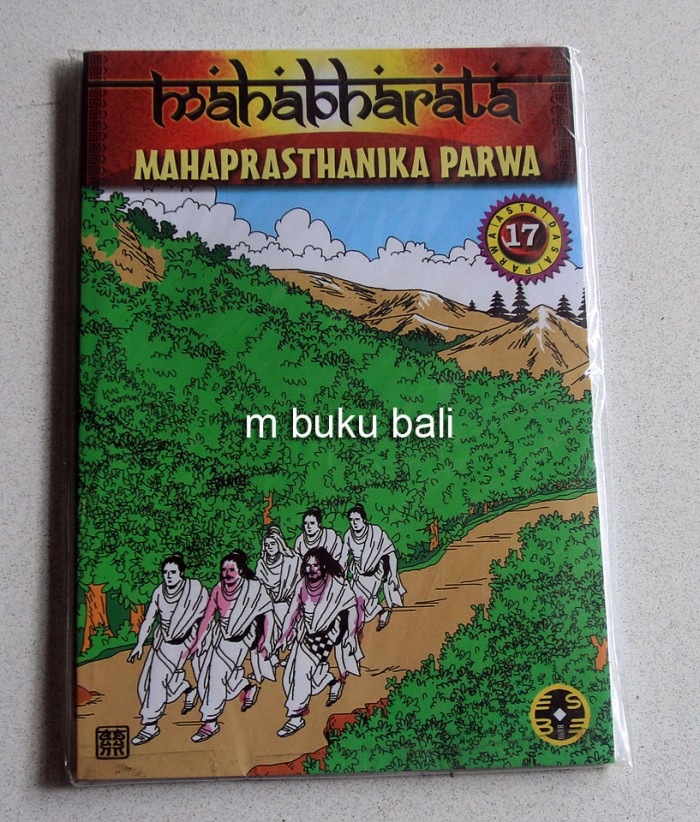 mahabharata
MAHAPRASTHANIKA PARWA
ASTA DASA PARWA
17
m buku bali